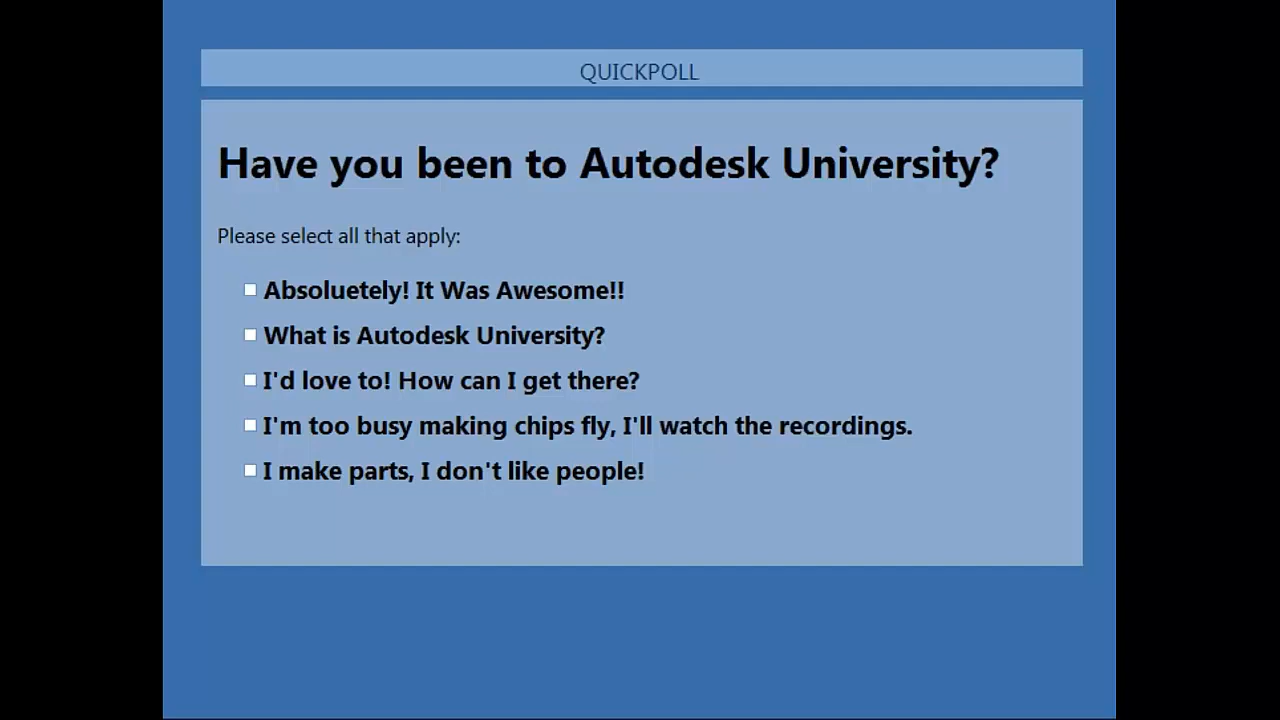 QUICKPOLL
Have you been to Autodesk University?
Please select all that apply:
Absoluetely! It Was Awesome!!
What is Autodesk University?
I'd love to! How can I get there?
I'm too busy making chips fly, I'll watch the recordings.
I make parts, I don't like people!